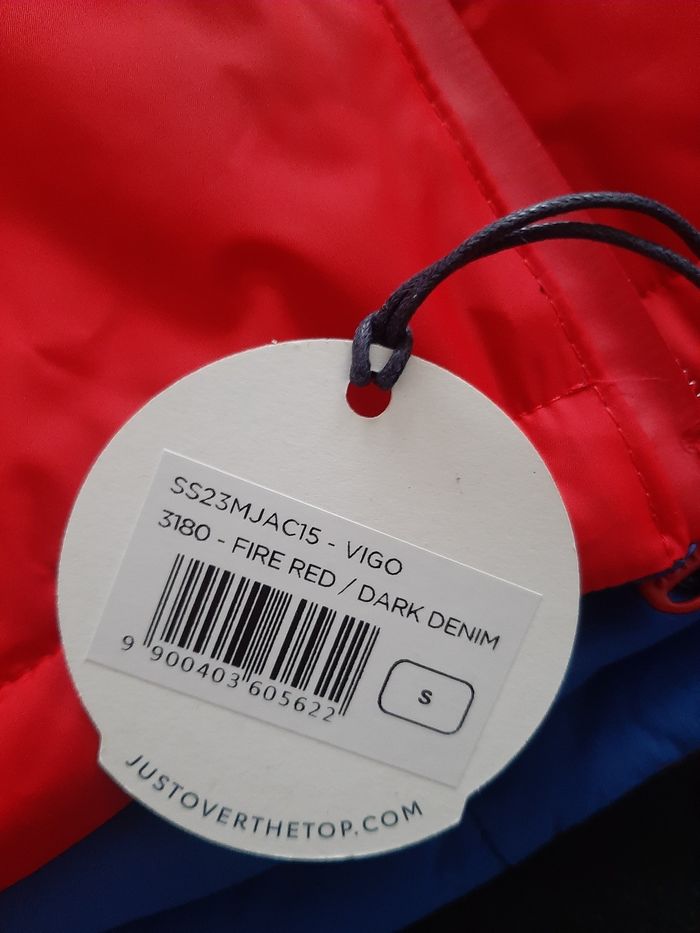 SS23MJAC15 - VIGO
3180 - FIRE RED / DARK DENIM
9 900403 605622
S
JUSTOVERTHETOP.COM